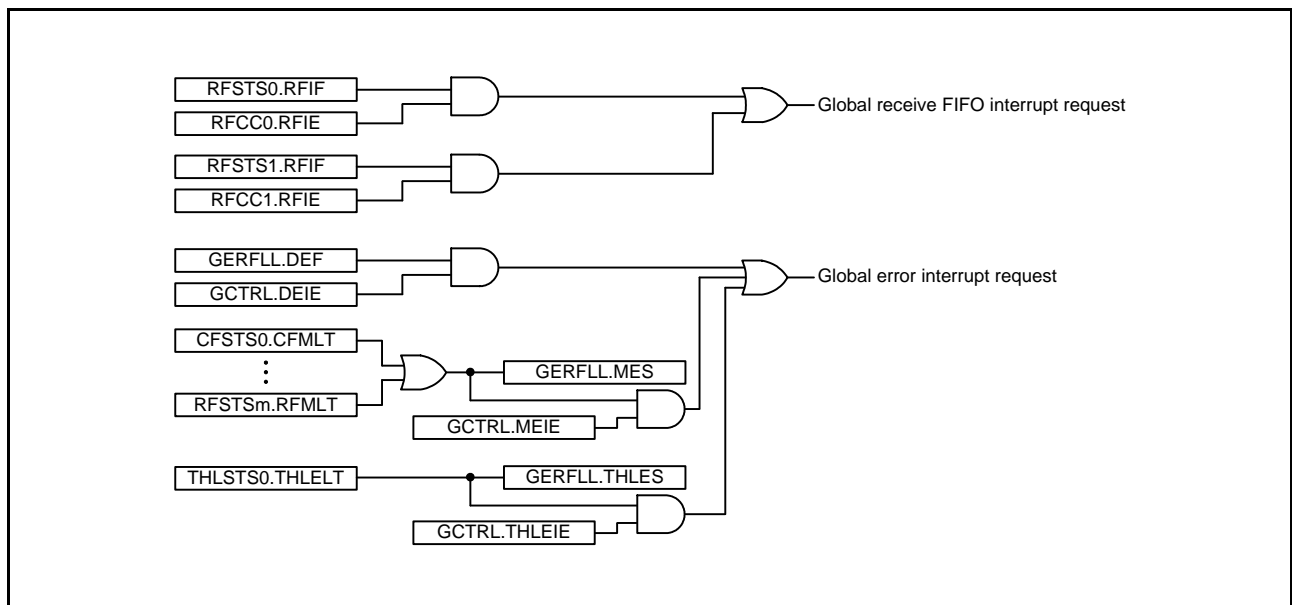 RFSTS0.RFIF
RFCC0.RFIE
Global receive FIFO interrupt request
RFSTS1.RFIF
RFCC1.RFIE
GERFLL.DEF
GCTRL.DEIE
Global error interrupt request
CFSTS0.CFMLT
RFSTSm.RFMLT
GERFLL.MES
GCTRL.MEIE
THLSTS0.THLELT
GERFLL.THLES
GCTRL.THLEIE